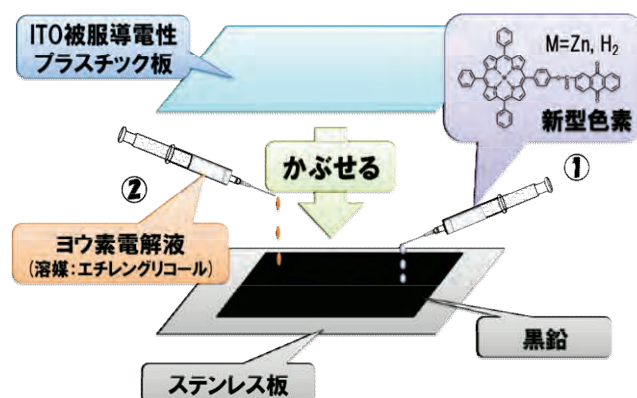 ITO被服導電性
プラスチック板
M=Zn, H₂
新型色素
かぶせる
①
②
ヨウ素電解液
(溶媒:エチレングリコール)
黒鉛
ステンレス板